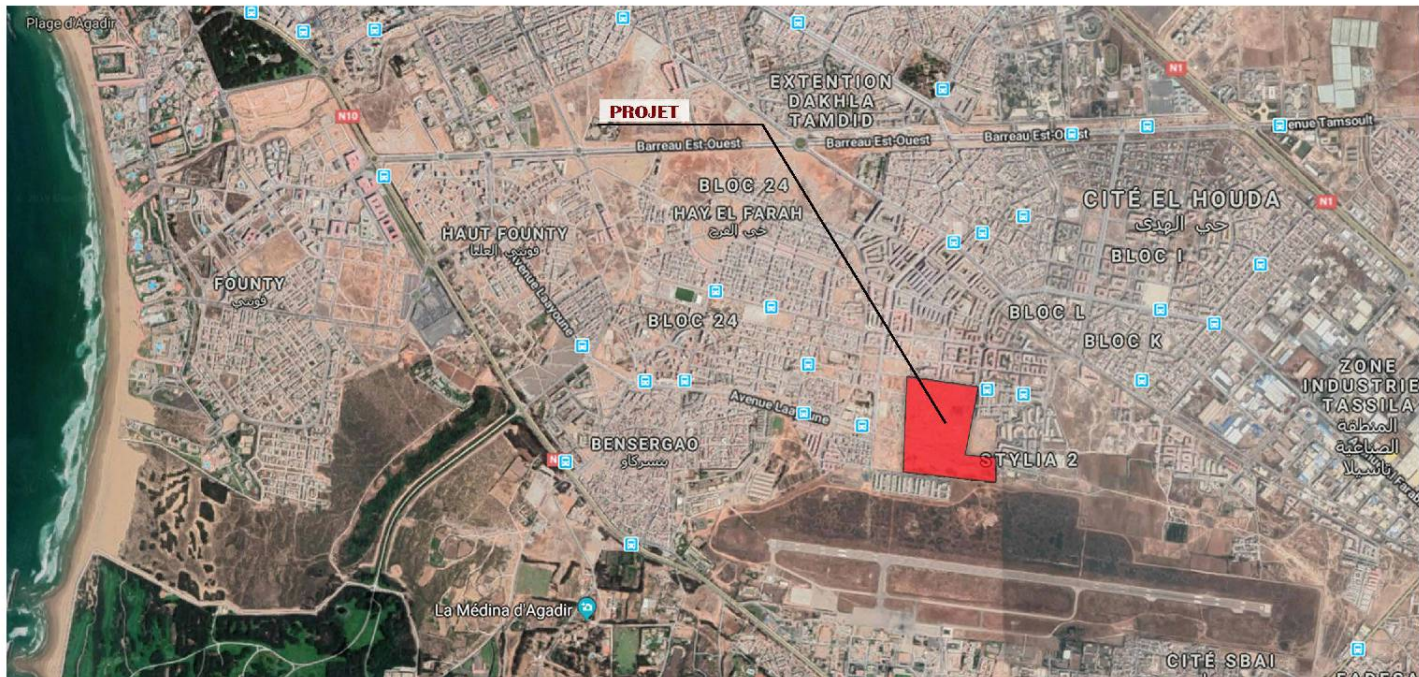 Plage d'Agadir
N1
EXTENTION
DAKHLA
TAMDID
PROJET
N10
Barreau Est-Ouest
Barreau Est-Ouest
Barreau Est-Ouest
enue Tamsoult
BLOC 24
HAY EL FARAH
حي الفرح
CITÉ EL HOUDA
حي الهدى
N1
HAUT FOUNTY
فونتي العليا
BLOC I
Avenue Laayoune
FOUNTY
فونتي
BLOC 24
BLOC L
BLOC K
ZONE
INDUSTRIE
TASSILA
المنطقة
الصناعية
تاسيلا
Avenue Laayoune
BENSERGAO
بنسركاو
STYLIA 2
La Médina d'Agadir
CITÉ SBAI